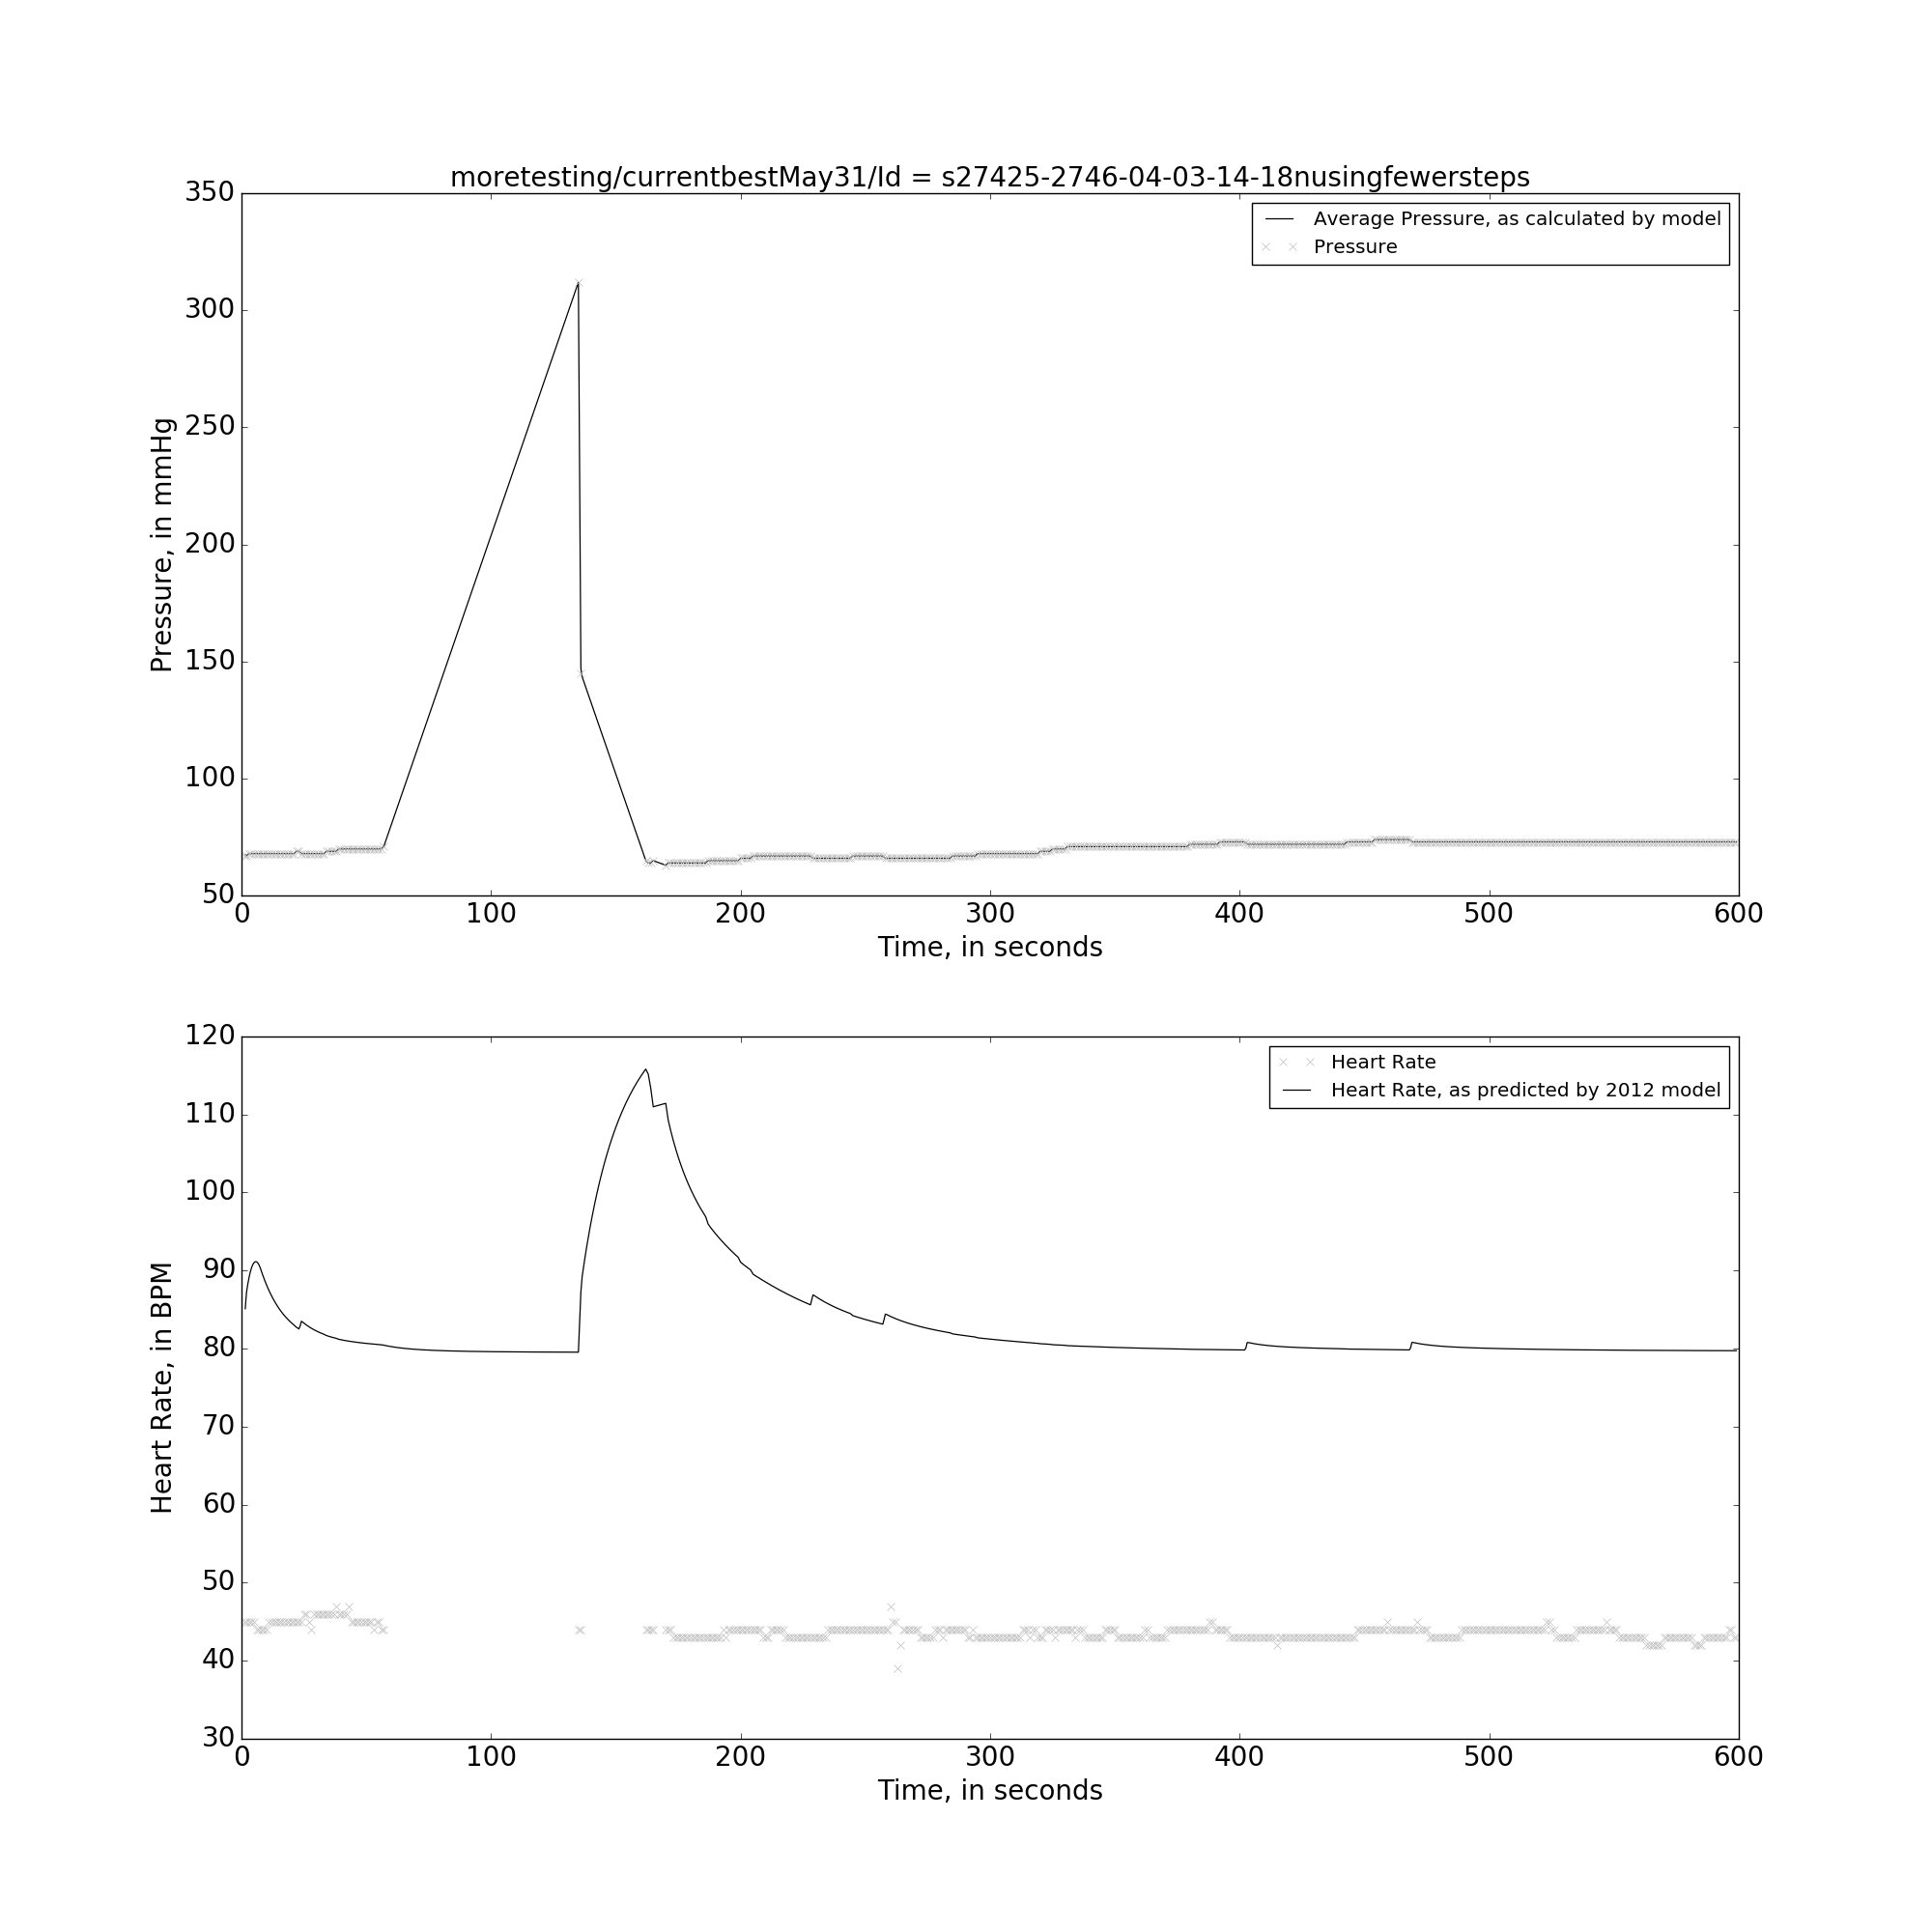 moretesting/currentbestMay31/Id = s27425-2746-04-03-14-18nusingfewersteps
350
300
250
200
150
100
50
Pressure, in mmHg
Average Pressure, as calculated by model
Pressure
0 100 200 300 400 500 600
Time, in seconds
120
110
100
90
80
70
60
50
40
30
Heart Rate, in BPM
Heart Rate
Heart Rate, as predicted by 2012 model
0 100 200 300 400 500 600
Time, in seconds